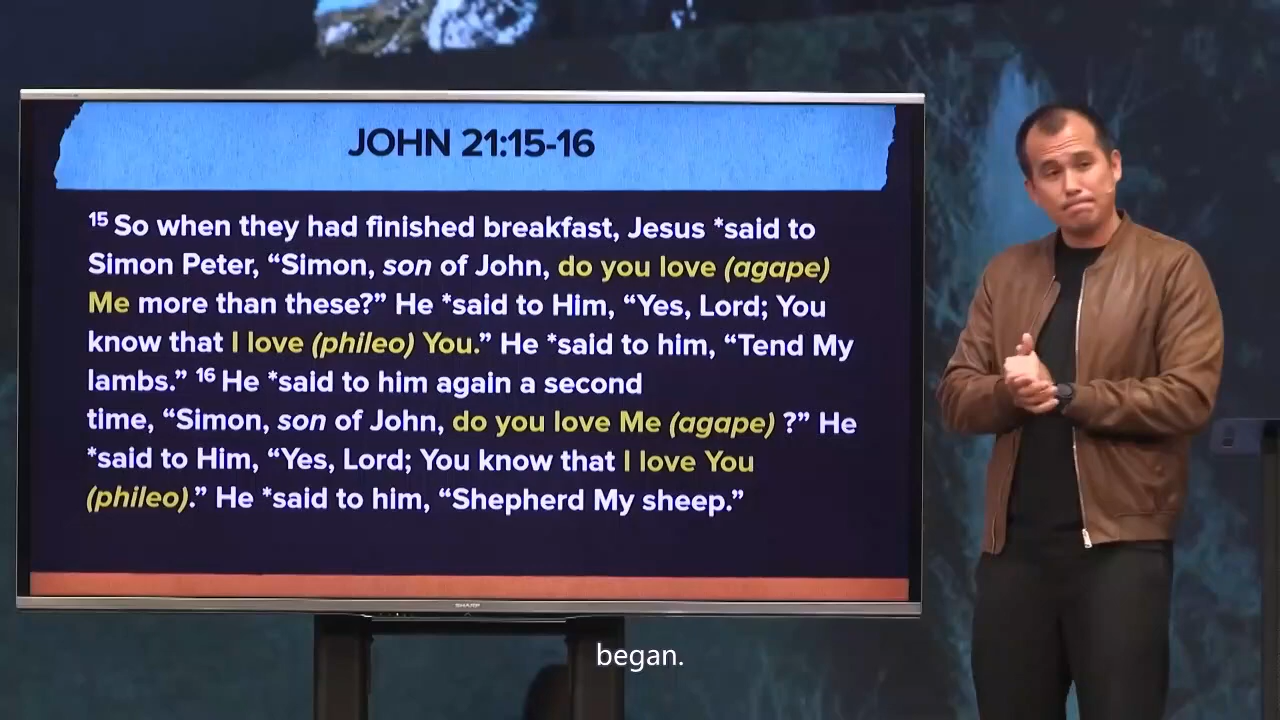 JOHN 21:15-16
15 So when they had finished breakfast, Jesus *said to
Simon Peter, “Simon, son of John, do you love (agape)
Me more than these?” He *said to Him, “Yes, Lord; You
know that I love (phileo) You.” He *said to him, “Tend My
lambs.” 16 He *said to him again a second
time, “Simon, son of John, do you love Me (agape) ?” He
*said to Him, “Yes, Lord; You know that I love You
(phileo).” He *said to him, “Shepherd My sheep.”
SHARP
began.